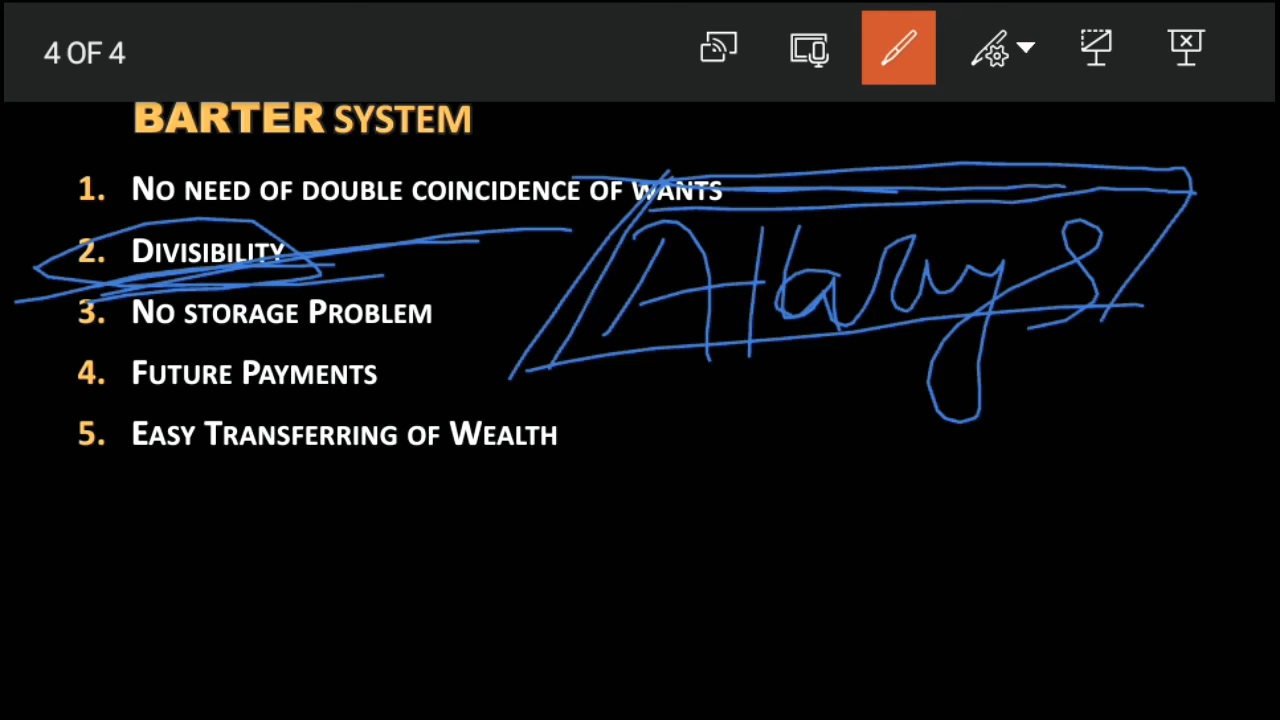 4 OF 4
BARTER SYSTEM
1. NO NEED OF DOUBLE COINCIDENCE OF WANTS
2. DIVISIBILITY
3. NO STORAGE PROBLEM
4. FUTURE PAYMENTS
5. EASY TRANSFERRING OF WEALTH